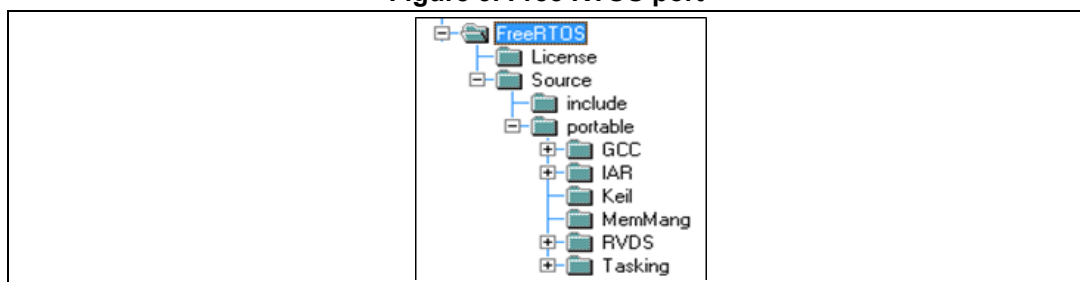 FreeRTOS
License
Source
include
portable
GCC
IAR
Keil
MemMang
RVDS
Tasking